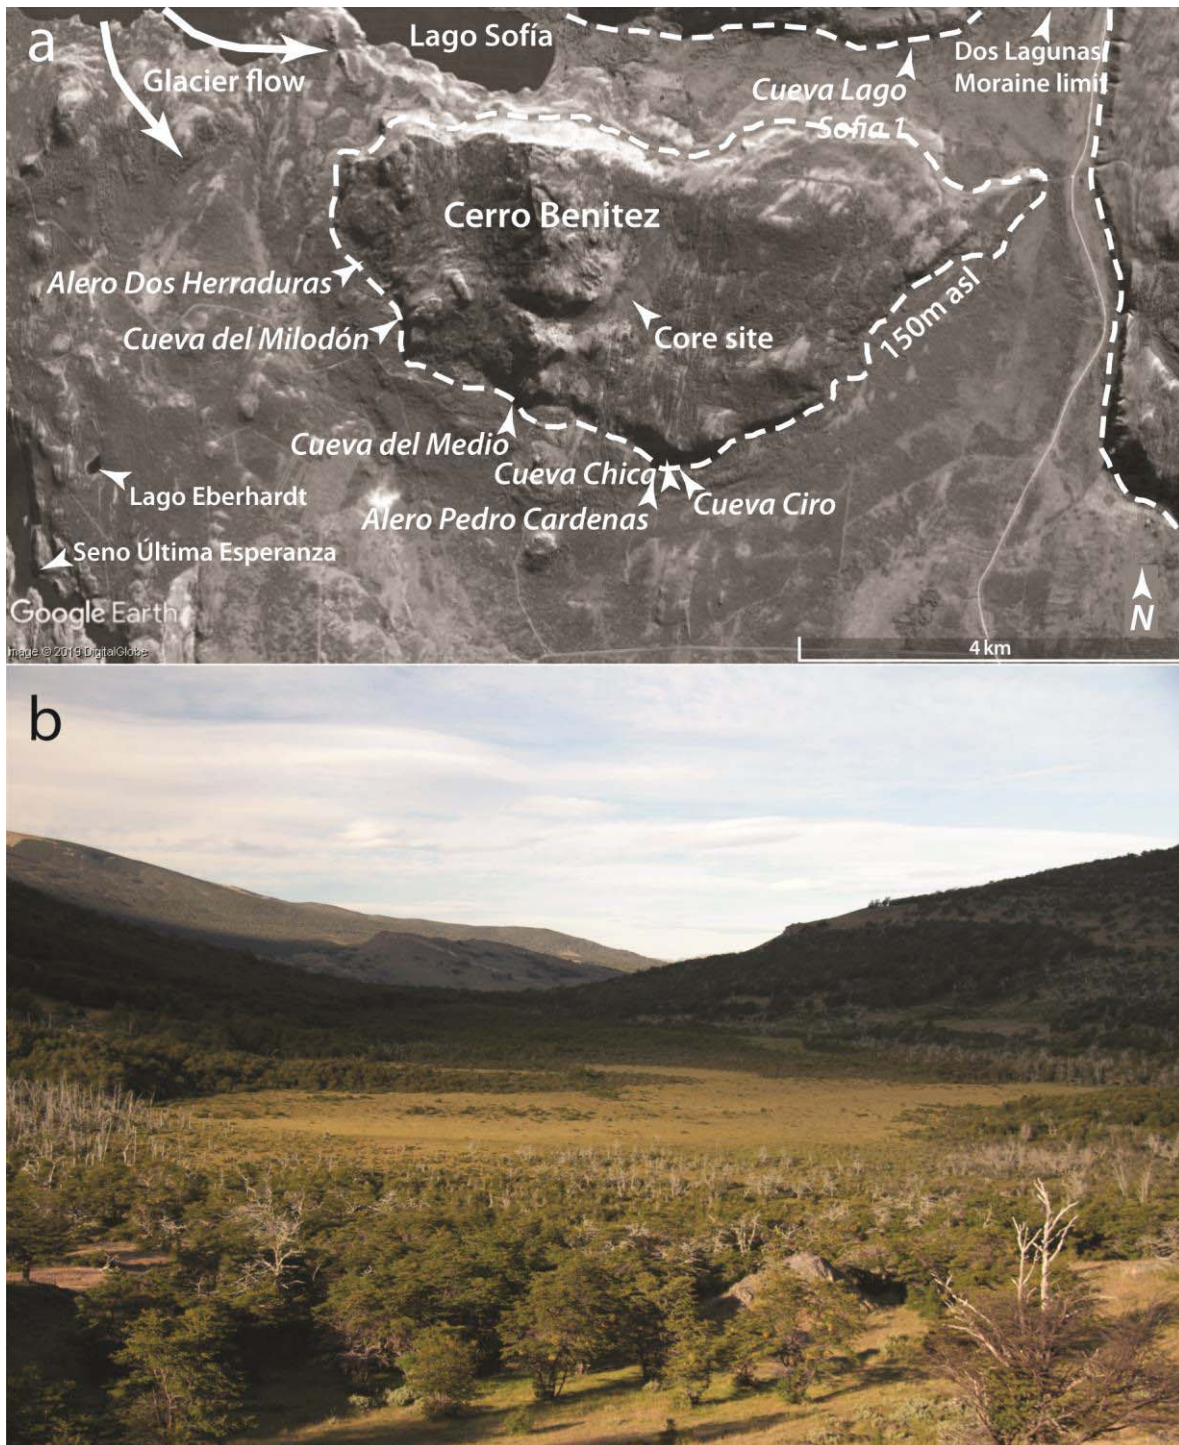 a
Lago Sofía
Glacier flow
Dos Lagunas
Moraine limit
Cueva Lago
Sofia 1
Cerro Benitez
Alero Dos Herraduras
Cueva del Milodón
Core site
150m asl
Cueva del Medio
Cueva Chica
Lago Eberhardt
Alero Pedro Cardenas
Cueva Ciro
Seno Última Esperanza
Google Earth
N
mage © 2019 DigitalGlobe
4 km
b